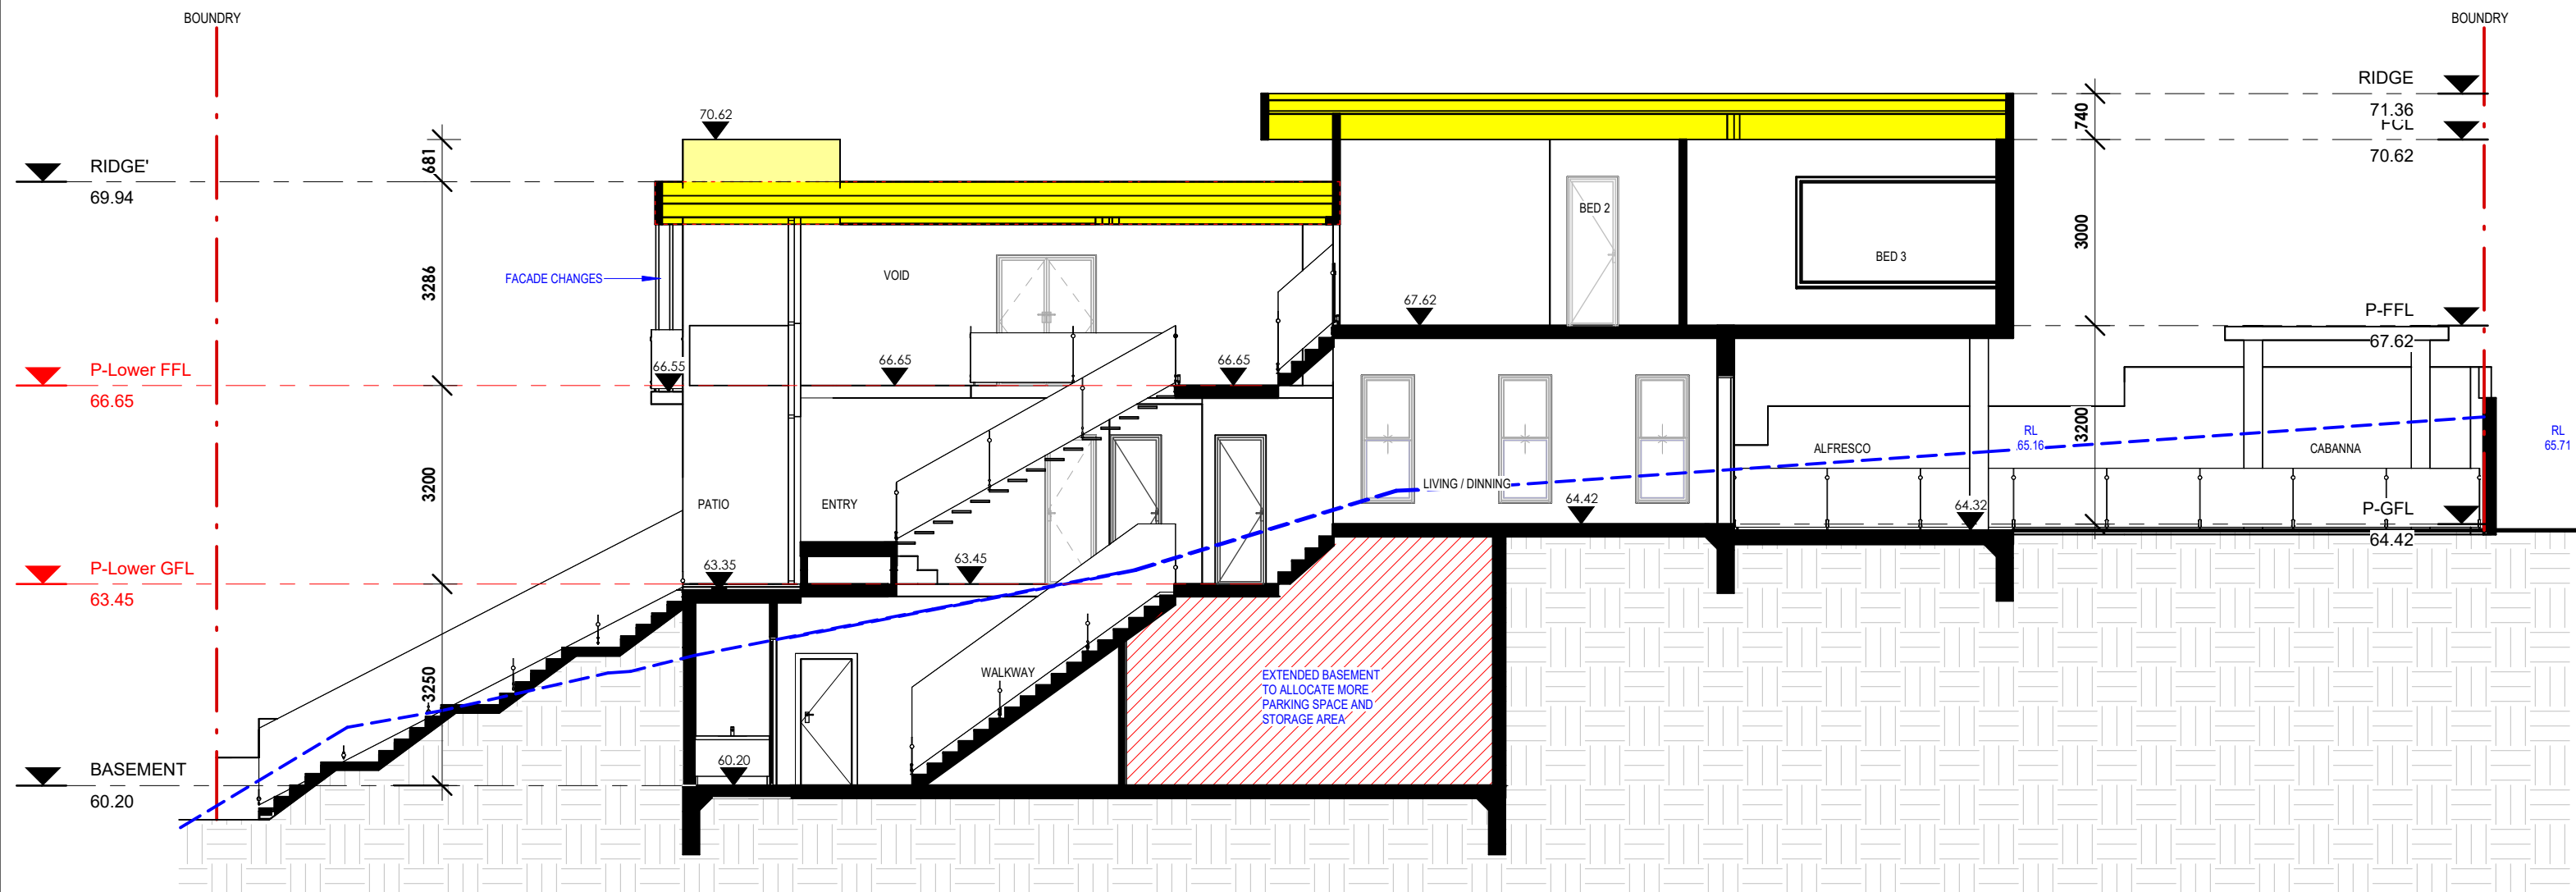 BOUNDRY
BOUNDRY
RIDGE
71.36
FCL
70.62
740
70.62
681
RIDGE'
69.94
3000
BED 2
BED 3
VOID
FACADE CHANGES
3286
67.62
P-FFL
67.62
66.55
66.65
66.65
P-Lower FFL
66.65
3200
RL
65.16
RL
65.71
ALFRESCO
CABANNA
LIVING / DINNING
64.42
64.32
P-GFL
64.42
3200
PATIO
ENTRY
63.35
63.45
P-Lower GFL
63.45
3250
WALKWAY
EXTENDED BASEMENT
TO ALLOCATE MORE
PARKING SPACE AND
STORAGE AREA
60.20
BASEMENT
60.20